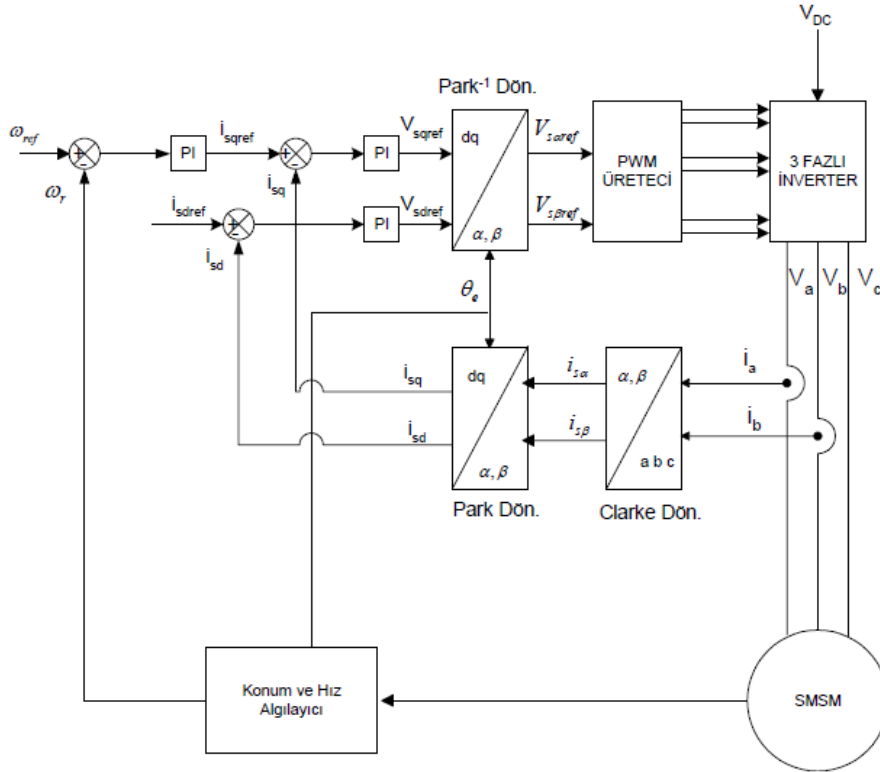 V_DC
Park⁻¹ Dön.
ω_ref
+
-
PI
i_sqref
+
-
PI
V_sqref
dq
α, β
V_sαref
PWM
ÜRETECİ
3 FAZLI
İNVERTER
ω_r
i_sq
i_sdref
+
-
PI
V_sdref
V_sβref
i_sd
V_a
V_b
V_c
θ_e
i_sq
dq
i_sα
α, β
i_a
i_sd
i_sβ
i_b
α, β
a b c
Park Dön.
Clarke Dön.
Konum ve Hız
Algılayıcı
SMSM